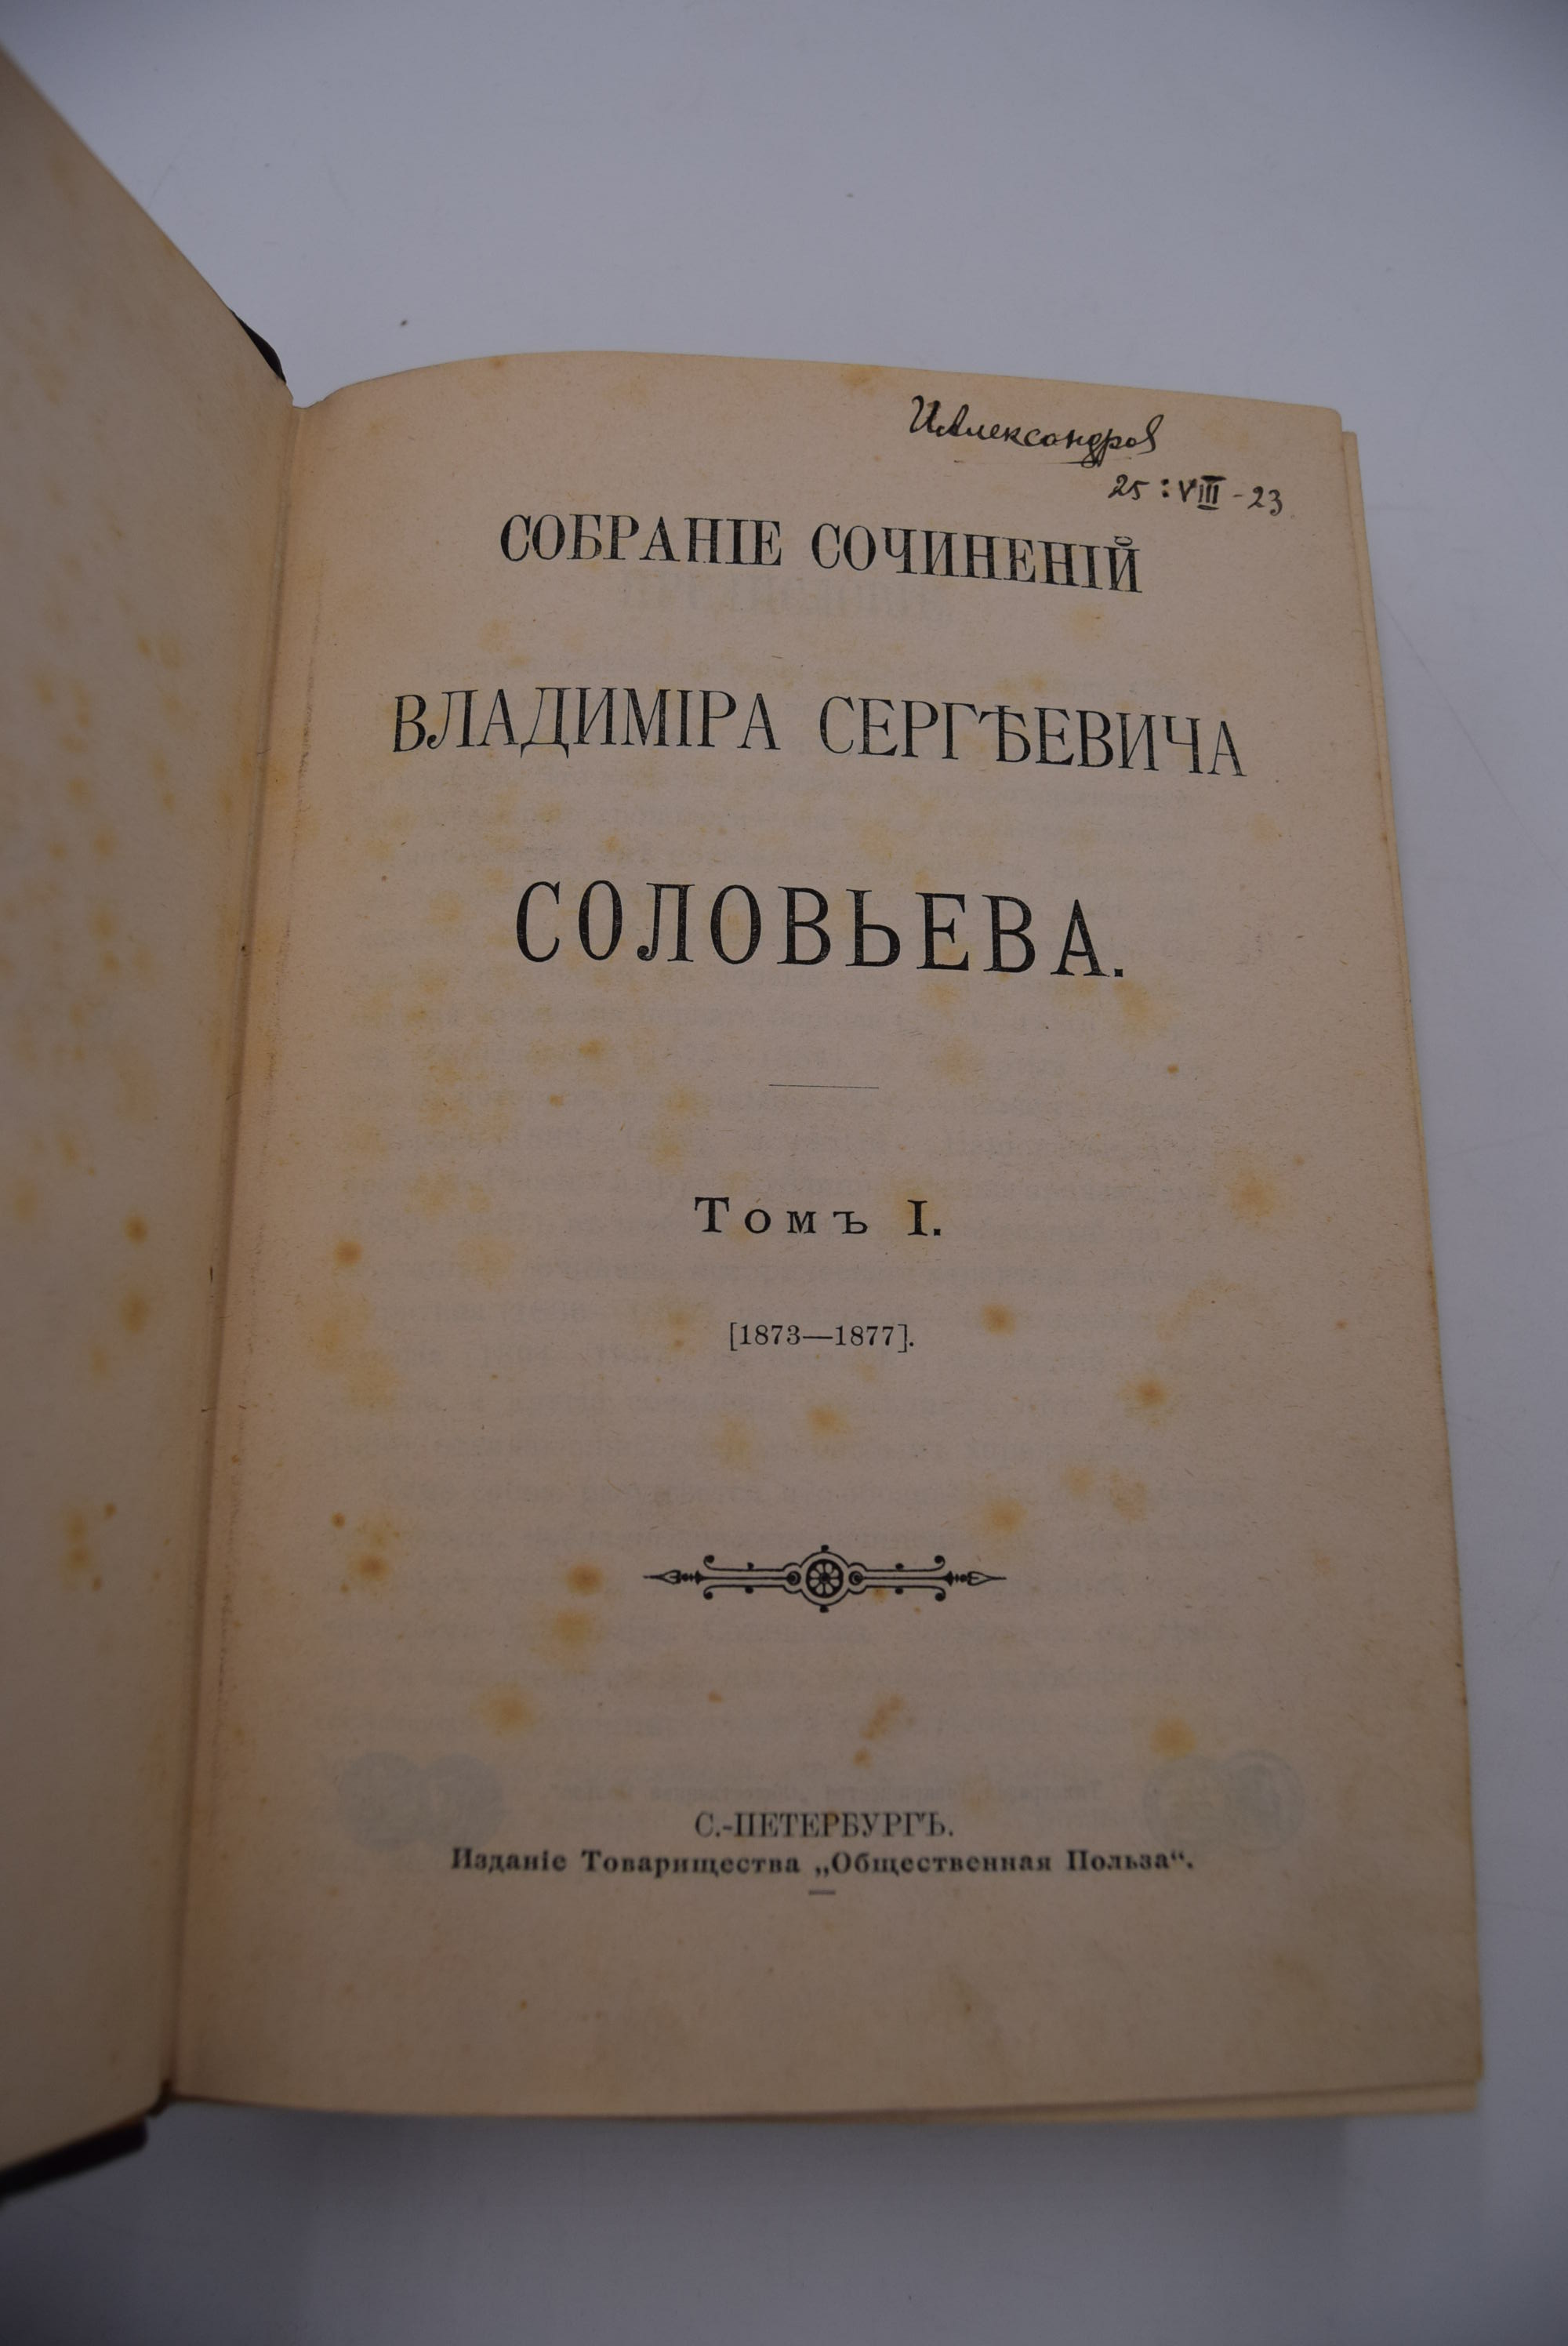 ИАлександров
25:VIII-23
СОБРАНІЕ СОЧИНЕНІЙ
ВЛАДИМІРА СЕРГѢЕВИЧА
СОЛОВЬЕВА.
Томъ I.
[1873—1877].
С.-ПЕТЕРБУРГЪ.
Изданіе Товарищества „Общественная Польза“.